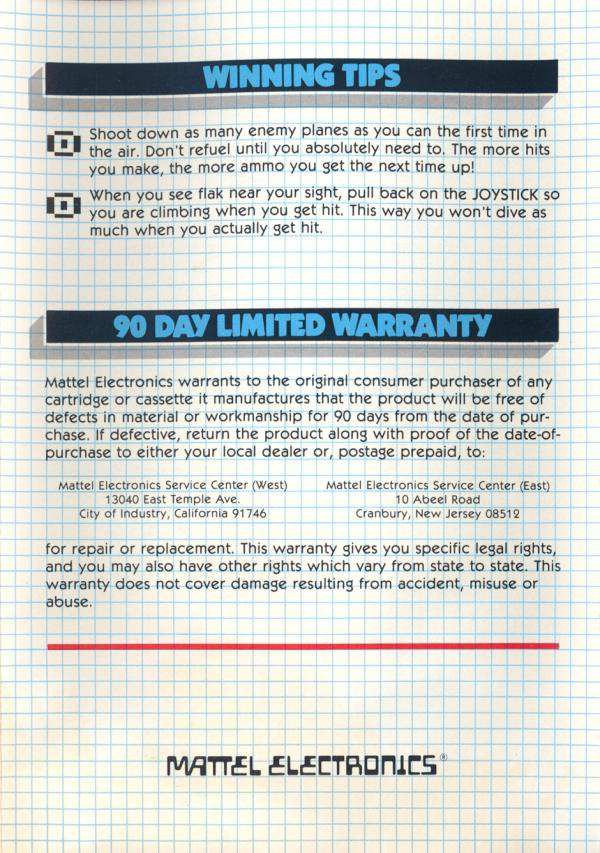 WINNING TIPS
Shoot down as many enemy planes as you can the first time in
the air. Don't refuel until you absolutely need to. The more hits
you make, the more ammo you get the next time up!
When you see flak near your sight, pull back on the JOYSTICK so
you are climbing when you get hit. This way you won't dive as
much when you actually get hit.
90 DAY LIMITED WARRANTY
Mattel Electronics warrants to the original consumer purchaser of any
cartridge or cassette it manufactures that the product will be free of
defects in material or workmanship for 90 days from the date of pur-
chase. If defective, return the product along with proof of the date-of-
purchase to either your local dealer or, postage prepaid, to:
Mattel Electronics Service Center (West)
13040 East Temple Ave.
City of Industry, California 91746
Mattel Electronics Service Center (East)
10 Abeel Road
Cranbury, New Jersey 08512
for repair or replacement. This warranty gives you specific legal rights,
and you may also have other rights which vary from state to state. This
warranty does not cover damage resulting from accident, misuse or
abuse.
MATTEL ELECTRONICS®